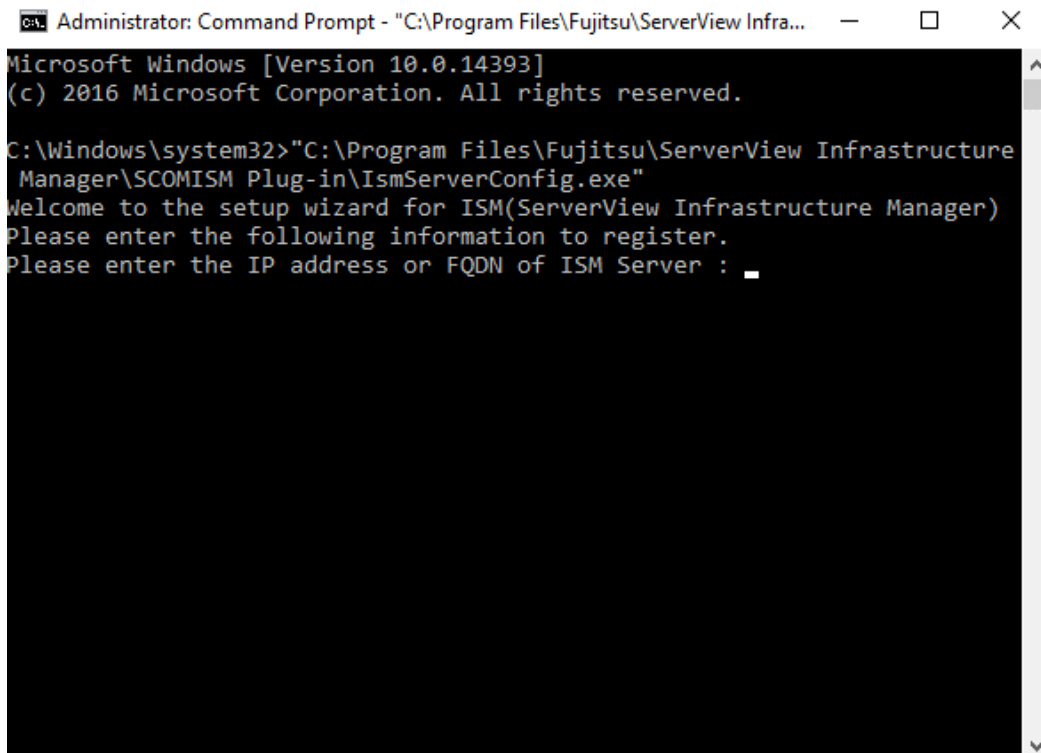 Administrator: Command Prompt - "C:\Program Files\Fujitsu\ServerView Infra...
Microsoft Windows [Version 10.0.14393]
(c) 2016 Microsoft Corporation. All rights reserved.
C:\Windows\system32>"C:\Program Files\Fujitsu\ServerView Infrastructure
 Manager\SCOMISM Plug-in\IsmServerConfig.exe"
Welcome to the setup wizard for ISM(ServerView Infrastructure Manager)
Please enter the following information to register.
Please enter the IP address or FQDN of ISM Server :